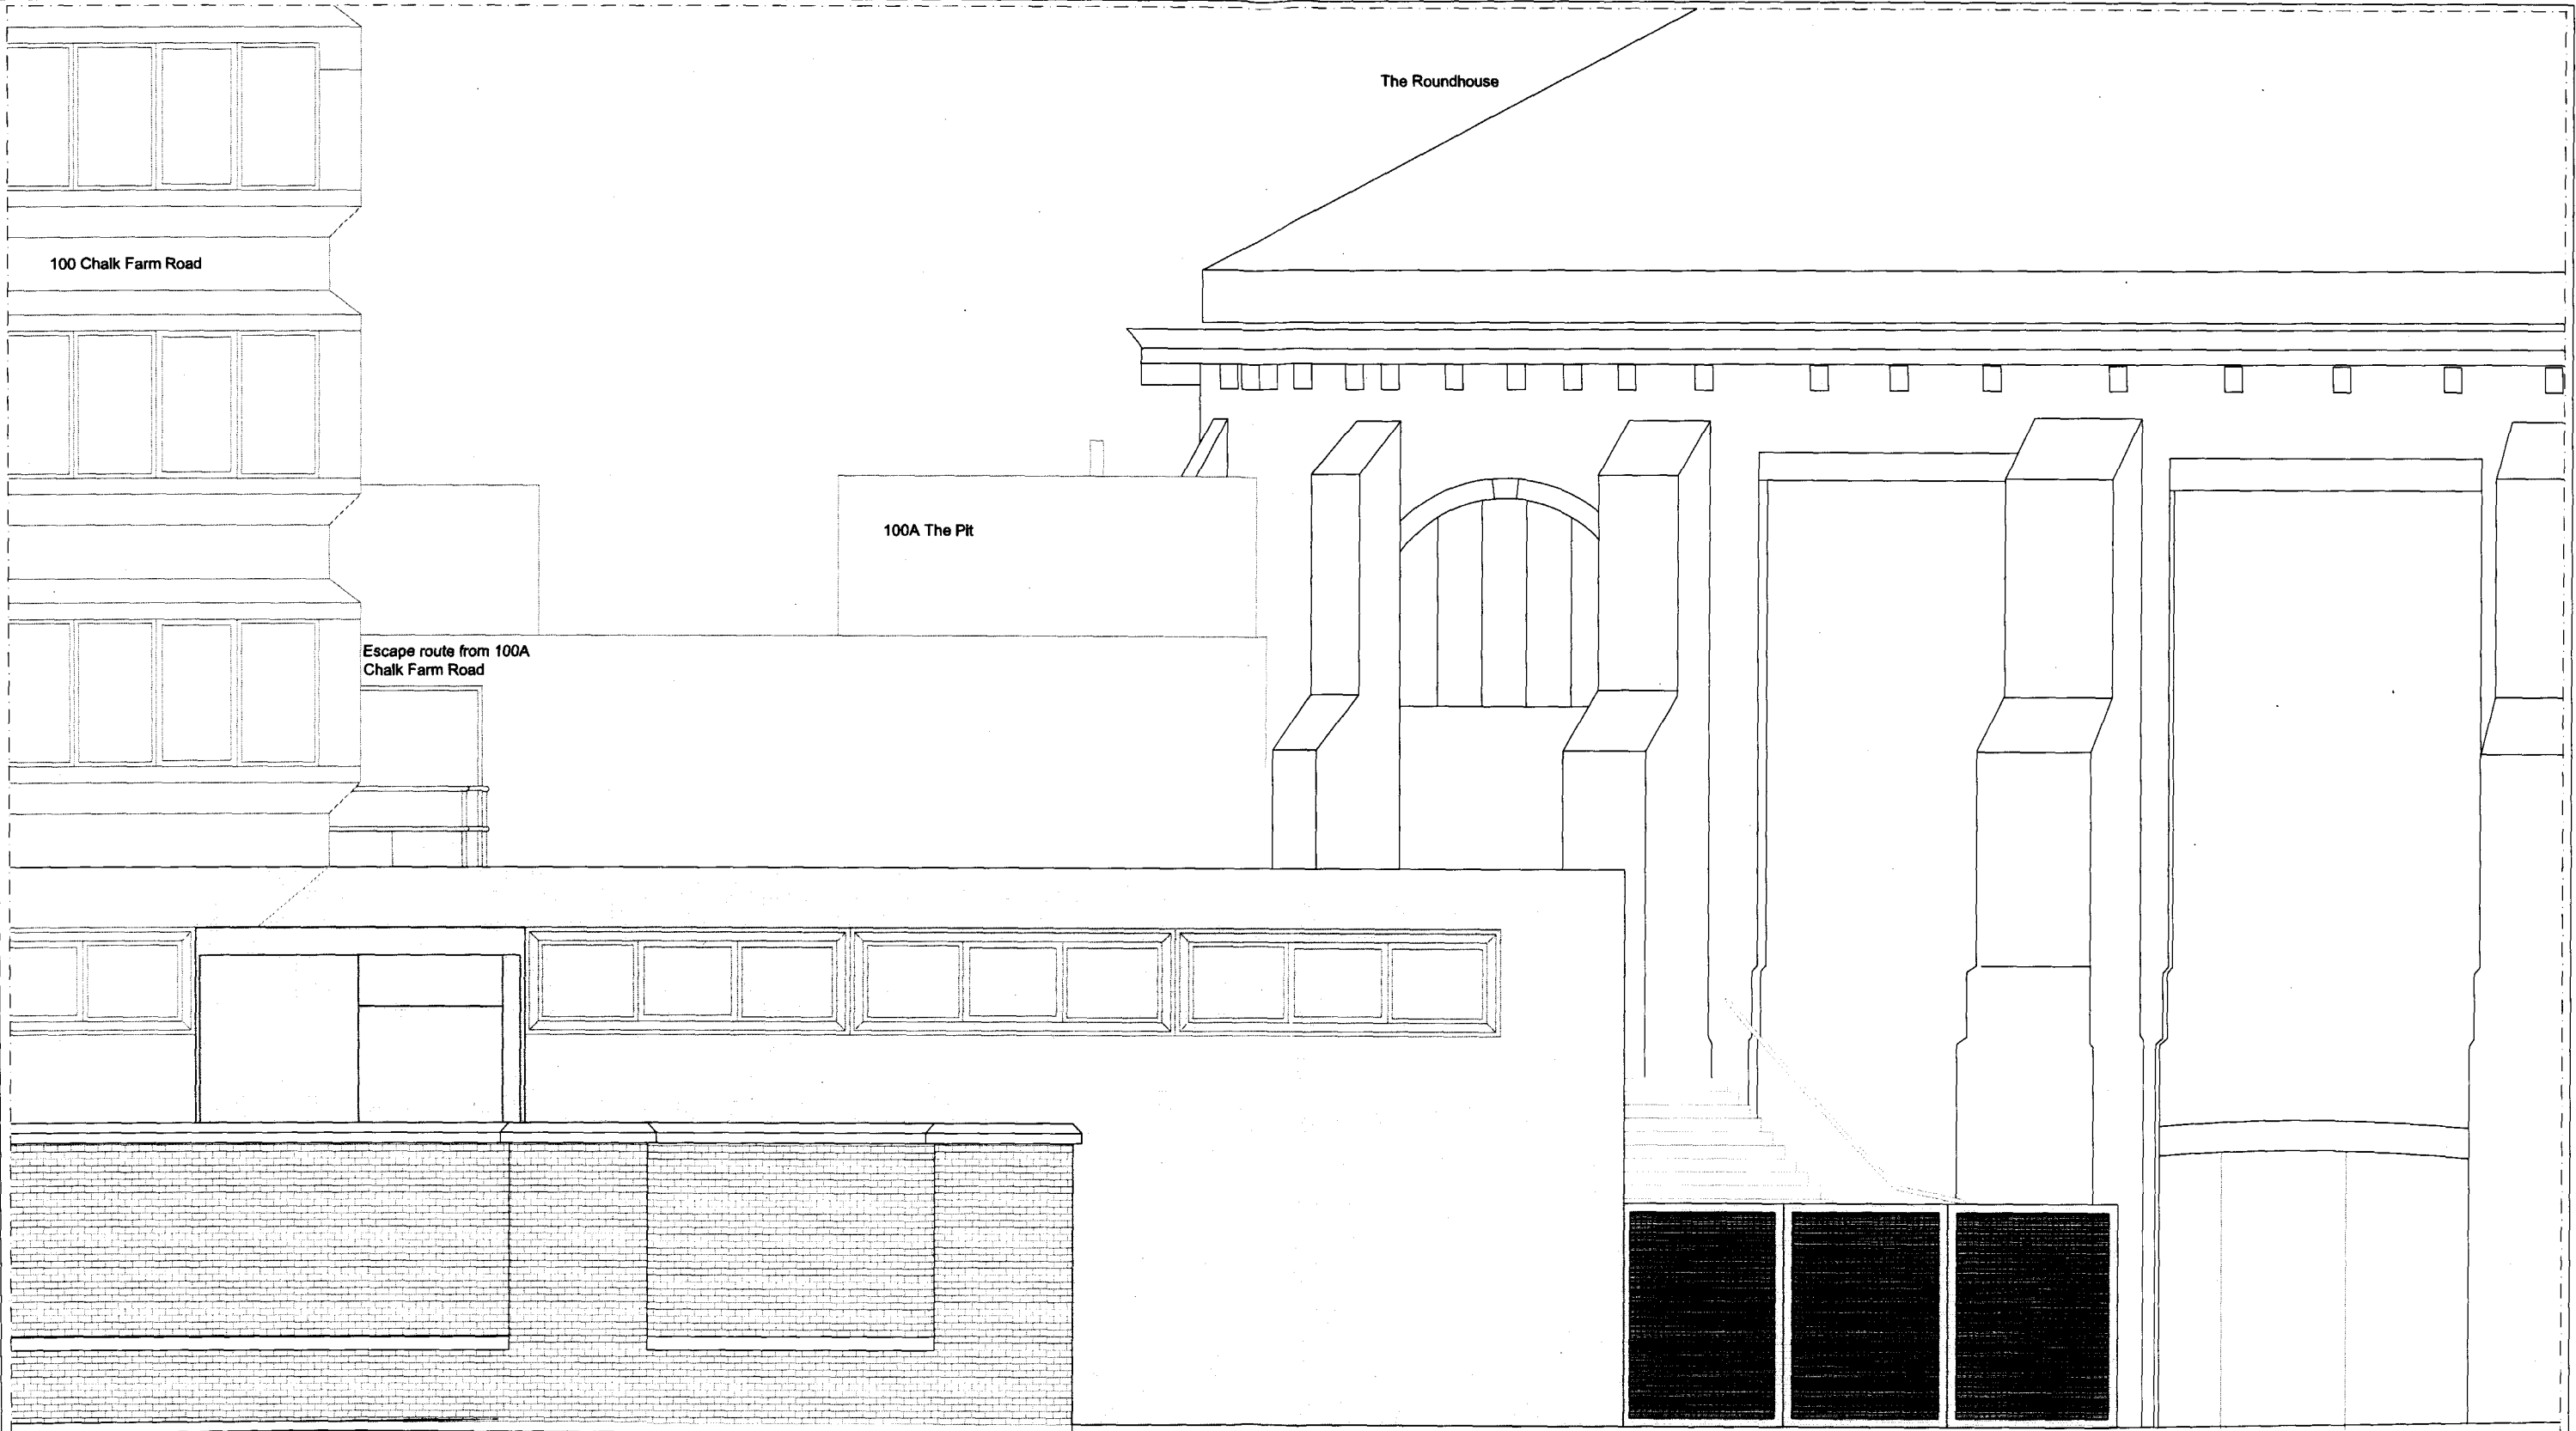 The Roundhouse
100 Chalk Farm Road
100A The Pit
Escape route from 100A
Chalk Farm Road